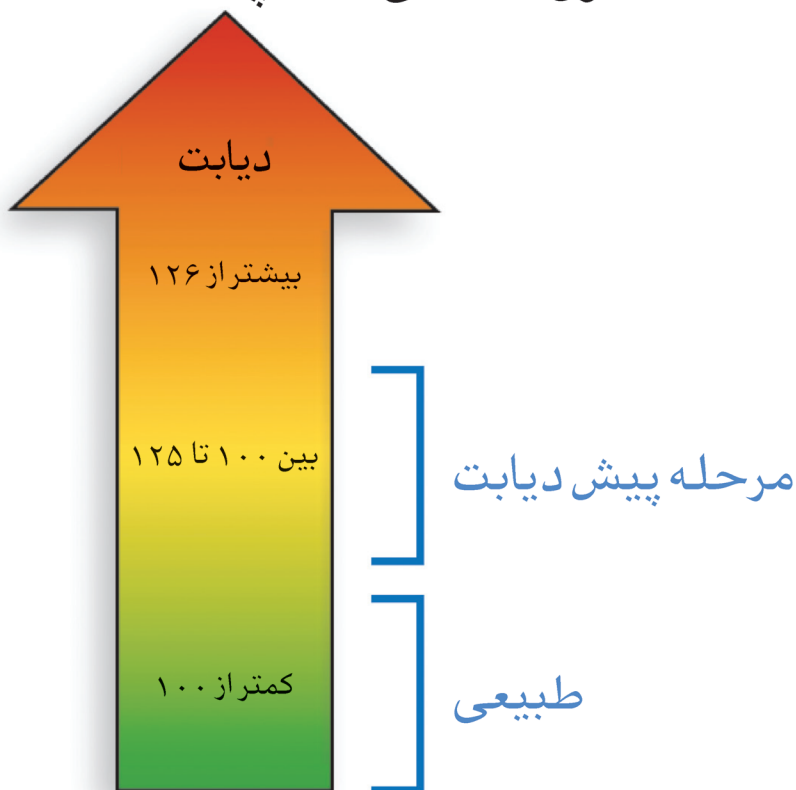 دیابت
بیشتر از ۱۲۶
بین ۱۰۰ تا ۱۲۵
مرحله پیش دیابت
کمتر از ۱۰۰
طبیعی